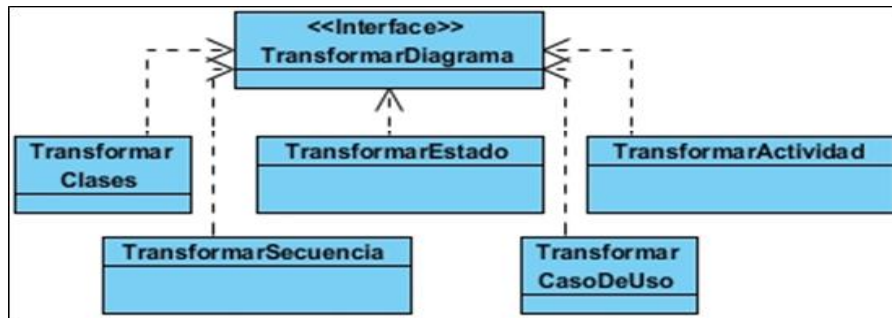 <<Interface>>
TransformarDiagrama
Transformar
Clases
TransformarEstado
TransformarActividad
TransformarSecuencia
Transformar
CasoDeUso